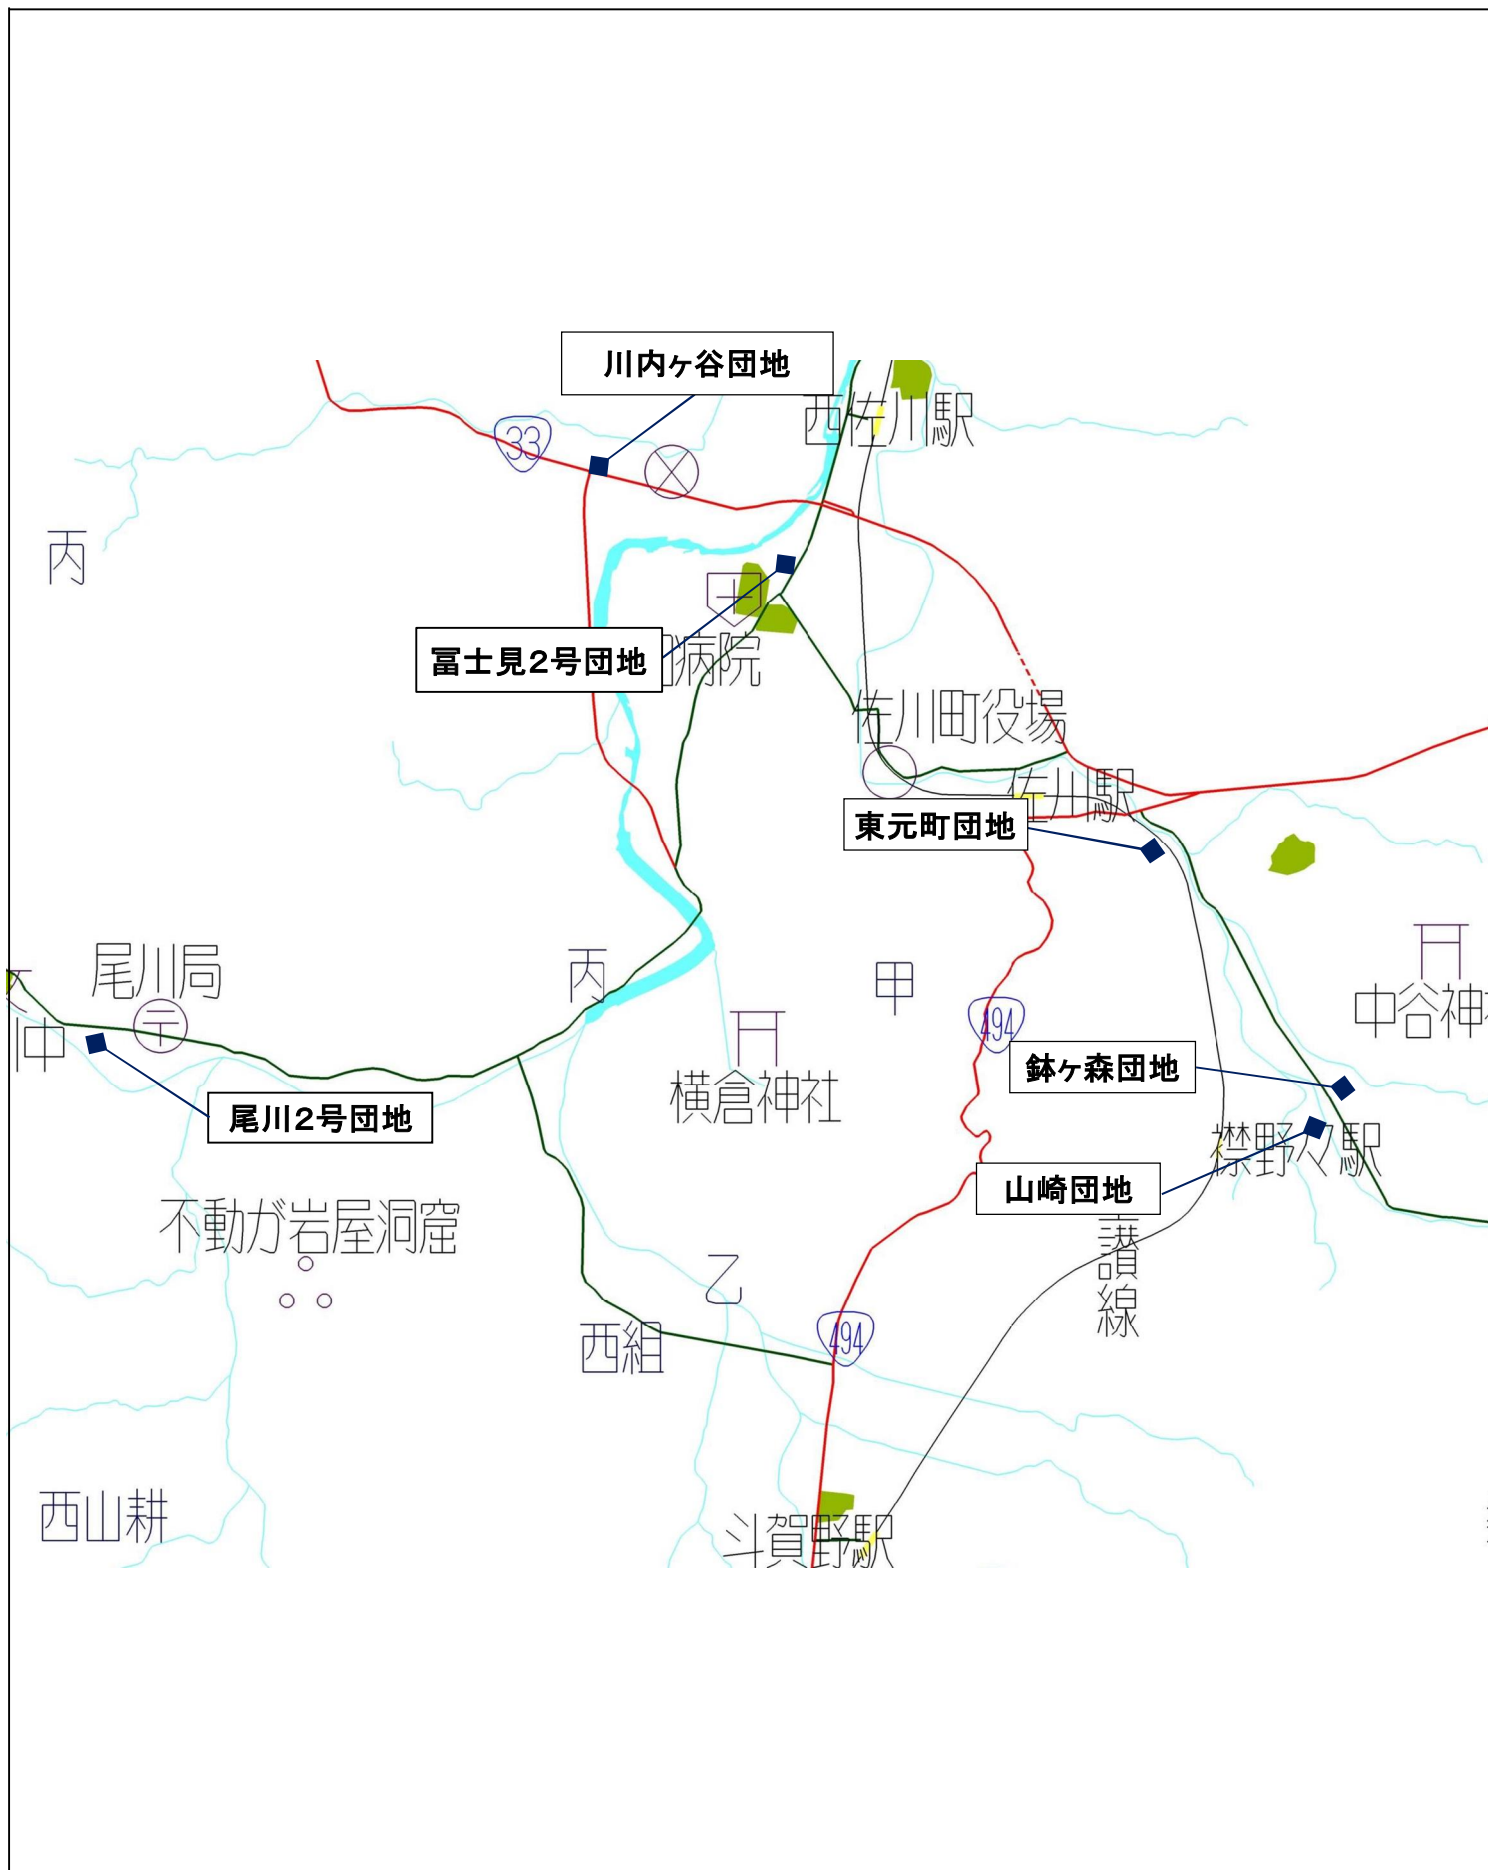 川内ヶ谷団地
西佐川駅
33
丙
冨士見2号団地
病院
佐川町役場
佐川駅
東元町団地
尾川局
丙
甲
494
中谷神
沖
横倉神社
鉢ヶ森団地
尾川2号団地
襟野々駅
山崎団地
不動が岩屋洞窟
讃線
乙
494
西組
西山耕
斗賀野駅